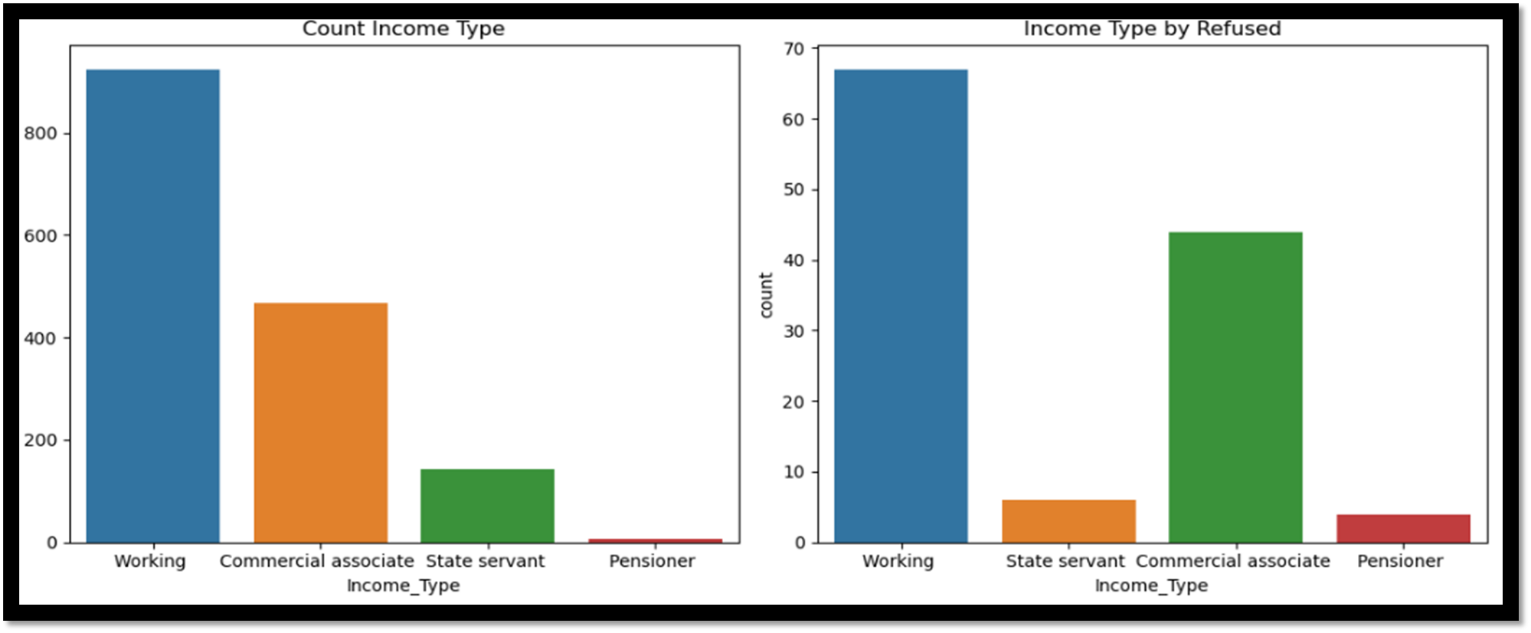 Count Income Type
800
600
400
200
0
Working Commercial associate State servant Pensioner
Income_Type
Income Type by Refused
count
70
60
50
40
30
20
10
0
Working State servant Commercial associate Pensioner
Income_Type